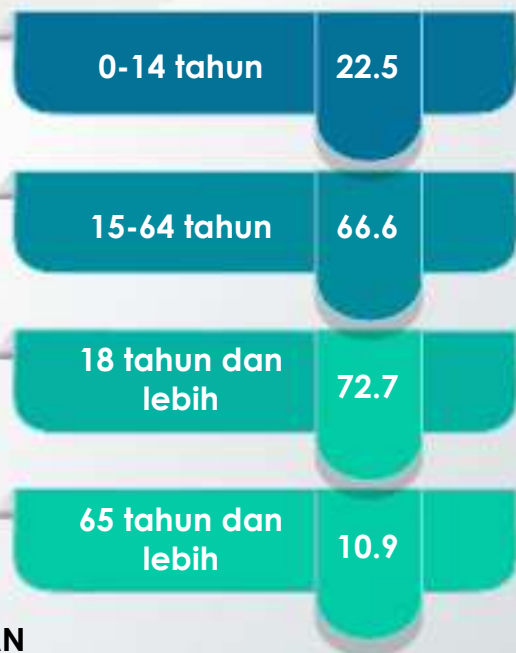 0-14 tahun 22.5
15-64 tahun 66.6
18 tahun dan
lebih 72.7
65 tahun dan
lebih 10.9